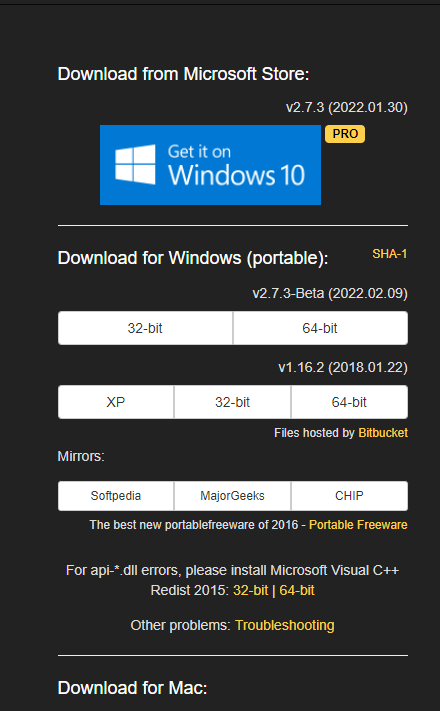 Download from Microsoft Store:
v2.7.3 (2022.01.30)
Get it on
Windows 10
PRO
Download for Windows (portable):
SHA-1
v2.7.3-Beta (2022.02.09)
32-bit 64-bit
v1.16.2 (2018.01.22)
XP 32-bit 64-bit
Files hosted by Bitbucket
Mirrors:
Softpedia MajorGeeks CHIP
The best new portablefreeware of 2016 - Portable Freeware
For api-*.dll errors, please install Microsoft Visual C++
Redist 2015: 32-bit | 64-bit
Other problems: Troubleshooting
Download for Mac: